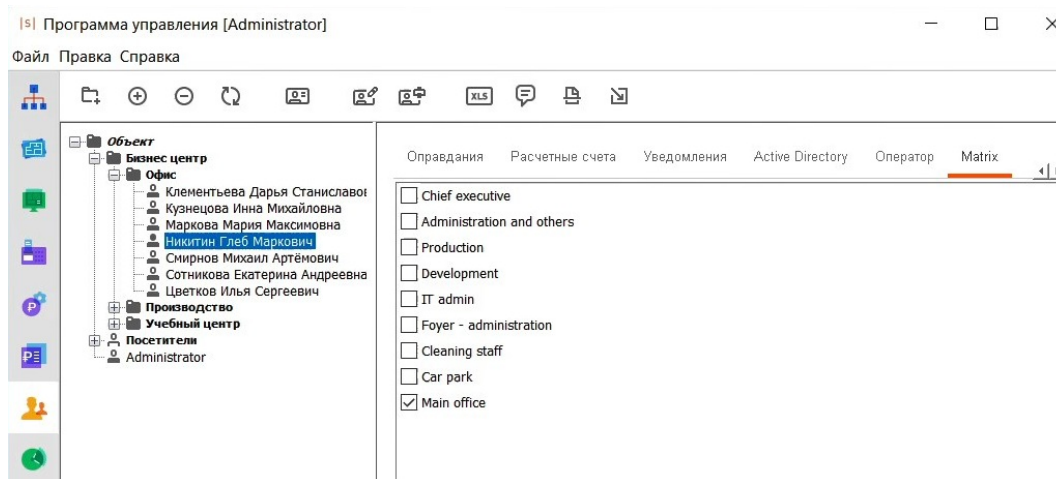 |S| Программа управления [Administrator]
Файл Правка Справка
XLS
Объект
Бизнес центр
Офис
Клементьева Дарья
Кузнецова Инна Михайловна
Маркова Мария Максимовна
Никитин Глеб Маркович
Смирнов Михаил Артёмович
Сотникова Екатерина Андреевна
Цветков Илья Сергеевич
Производство
Учебный центр
Посетители
Administrator
Оправдания Расчетные счета Уведомления Active Directory Оператор Matrix
Chief executive
Administration and others
Production
Development
IT admin
Foyer - administration
Cleaning staff
Car park
Main office